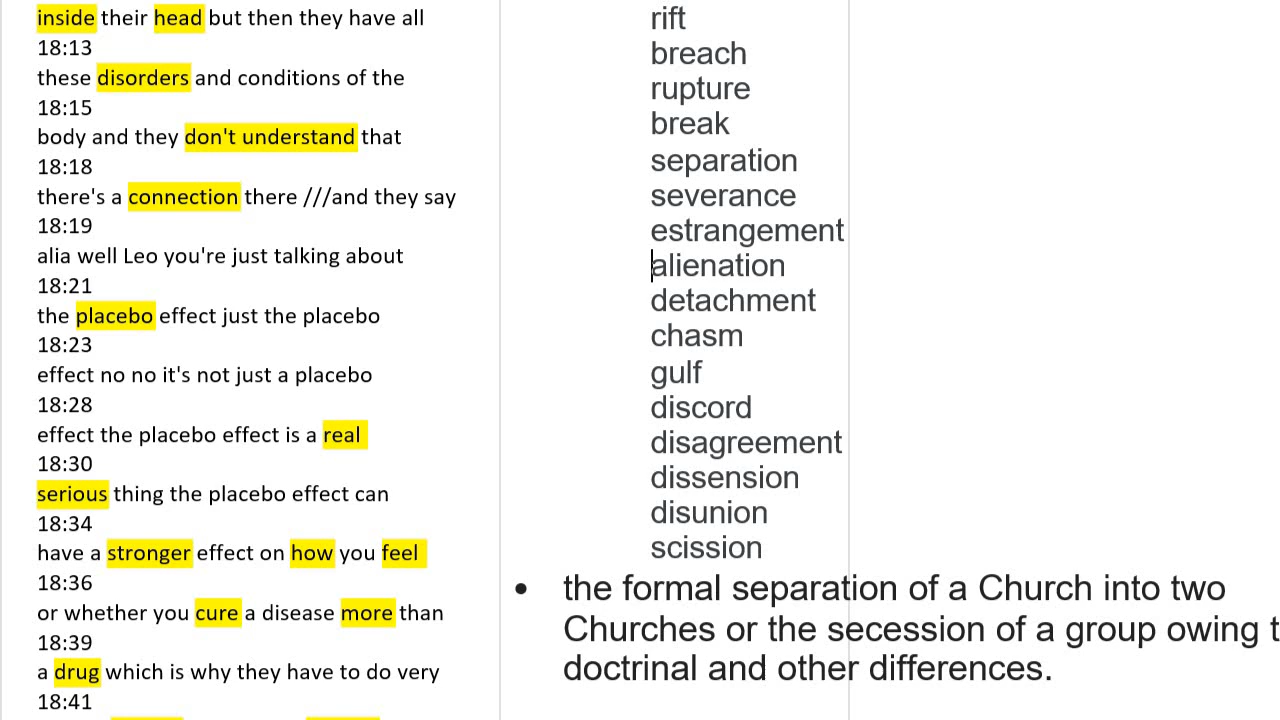 inside their head but then they have all
18:13
these disorders and conditions of the
18:15
body and they don't understand that
18:18
there's a connection there ///and they say
18:19
alia well Leo you're just talking about
18:21
the placebo effect just the placebo
18:23
effect no no it's not just a placebo
18:28
effect the placebo effect is a real
18:30
serious thing the placebo effect can
18:34
have a stronger effect on how you feel
18:36
or whether you cure a disease more than
18:39
a drug which is why they have to do very
18:41
rift
breach
rupture
break
separation
severance
estrangement
alienation
detachment
chasm
gulf
discord
disagreement
dissension
disunion
scission
• the formal separation of a Church into two
Churches or the secession of a group owing t
doctrinal and other differences.